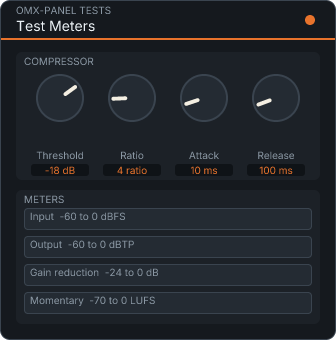 OMX-PANEL TESTS
Test Meters
COMPRESSOR
Threshold Ratio Attack Release
-18 dB 4 ratio 10 ms 100 ms
METERS
Input -60 to 0 dBFS
Output -60 to 0 dBTP
Gain reduction -24 to 0 dB
Momentary -70 to 0 LUFS